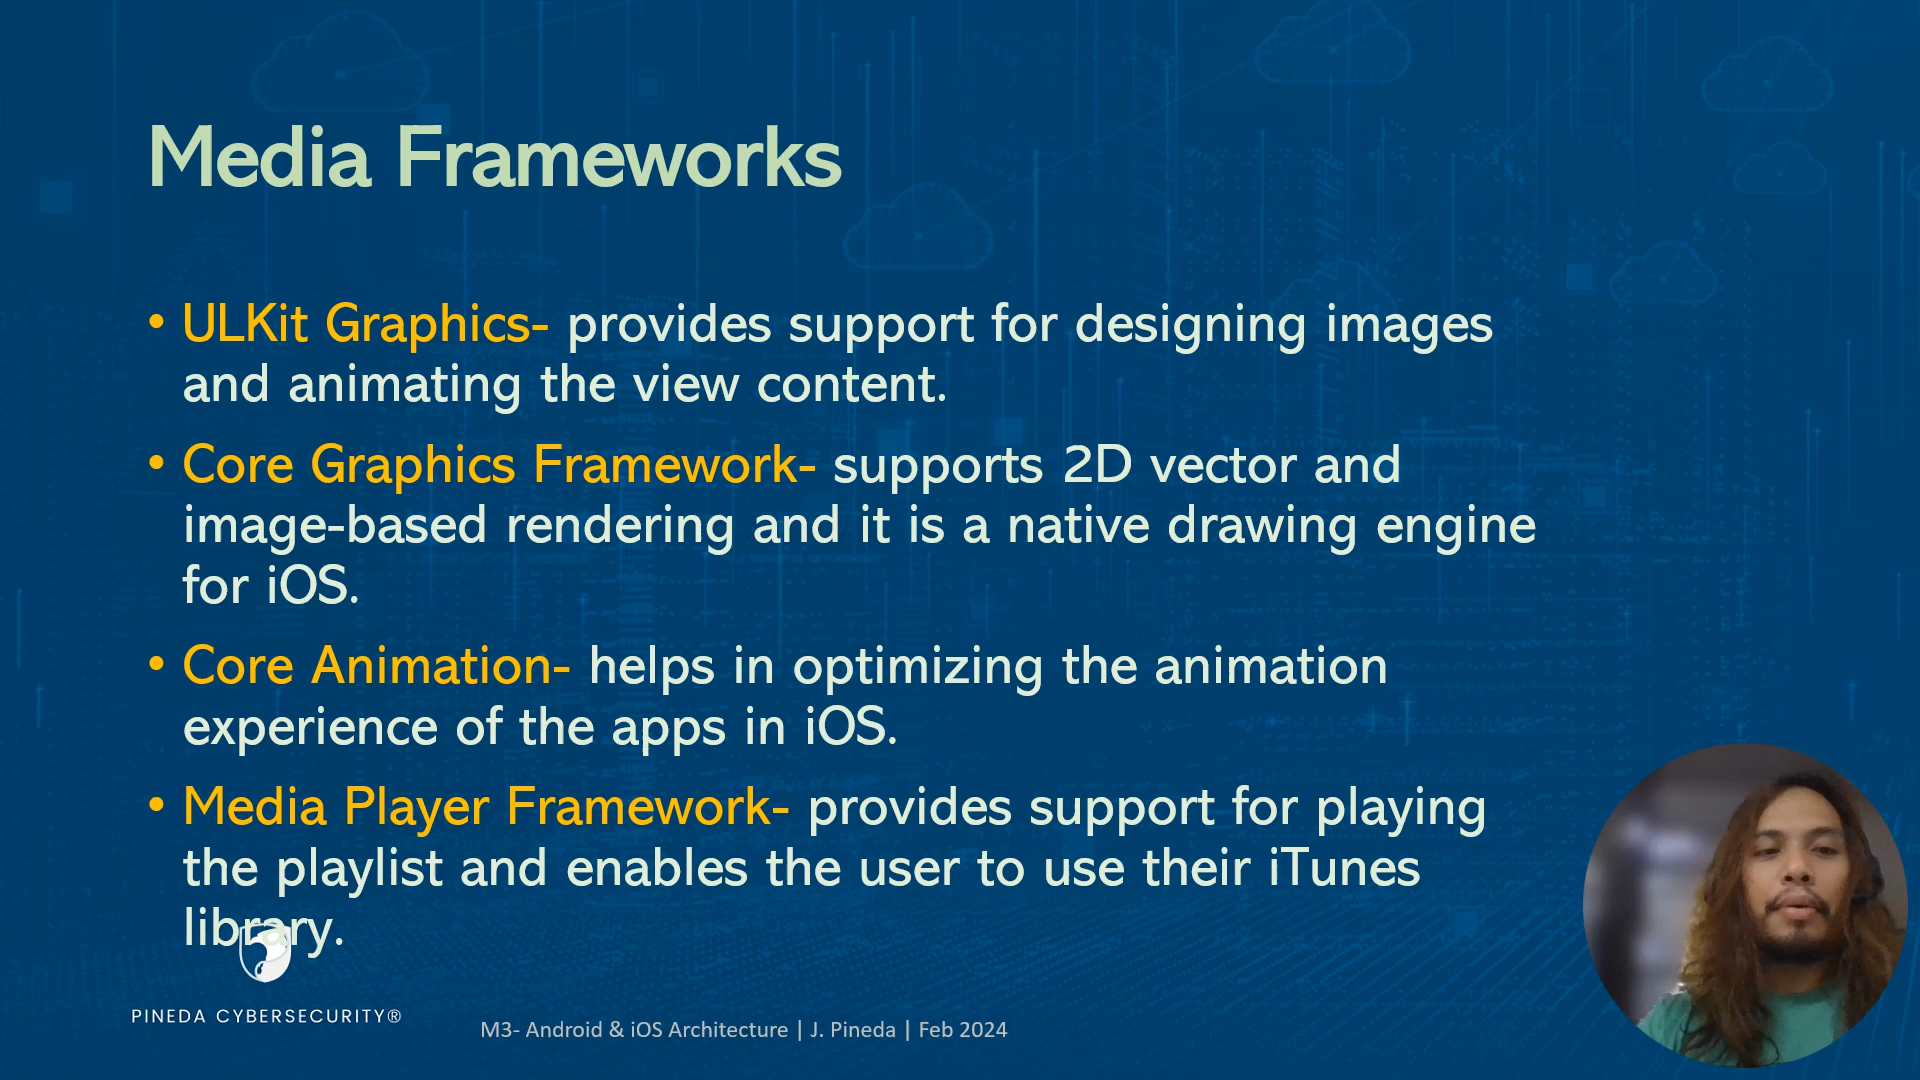 Media Frameworks
• ULKit Graphics- provides support for designing images
and animating the view content.
• Core Graphics Framework- supports 2D vector and
image-based rendering and it is a native drawing engine
for iOS.
• Core Animation- helps in optimizing the animation
experience of the apps in iOS.
• Media Player Framework- provides support for playing
the playlist and enables the user to use their iTunes
library.
PINEDA CYBERSECURITY®
M3- Android & iOS Architecture | J. Pineda | Feb 2024